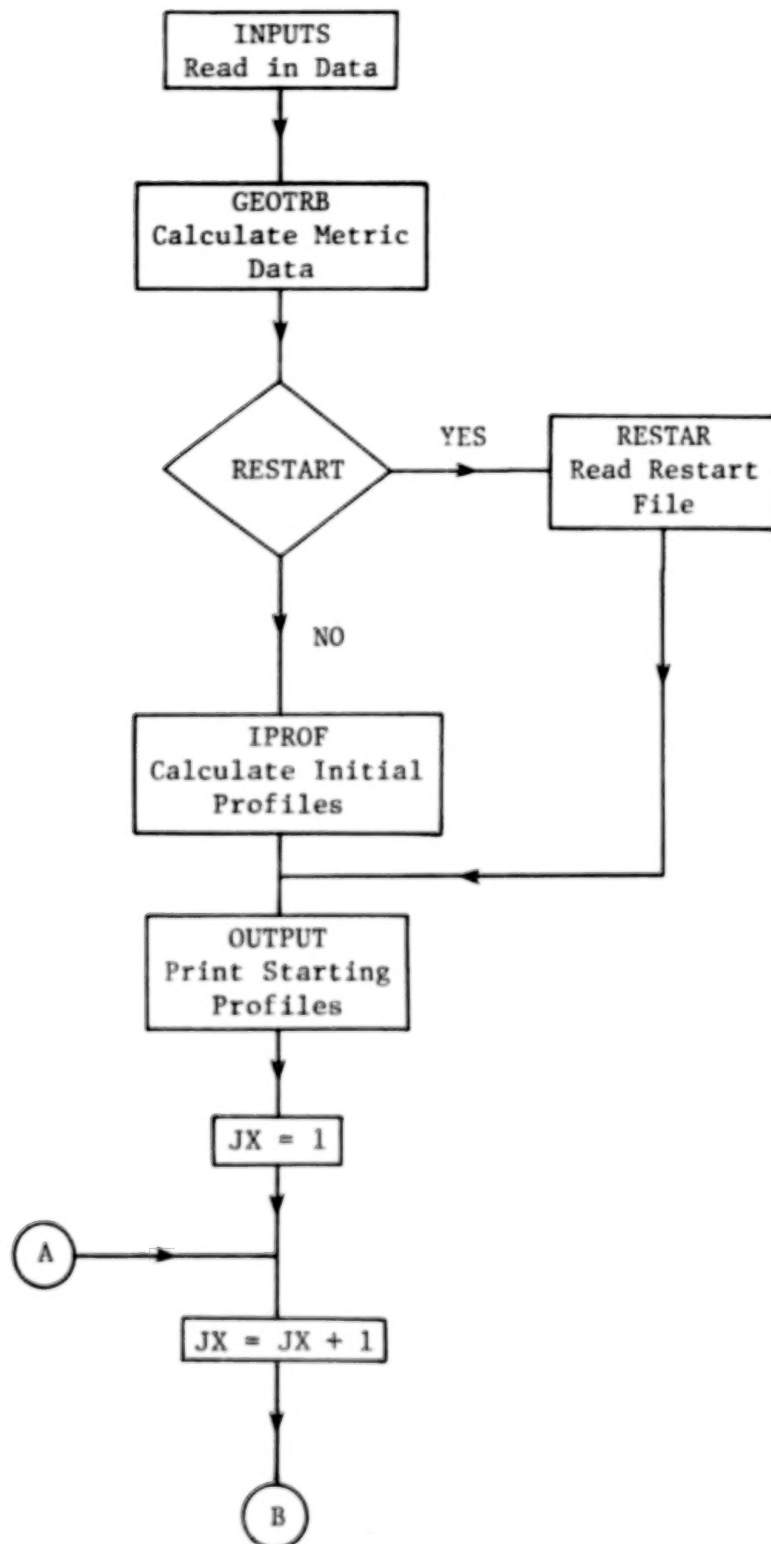 INPUTS
Read in Data
GEOTRB
Calculate Metric
Data
RESTART
YES
RESTAR
Read Restart
File
NO
IPROF
Calculate Initial
Profiles
OUTPUT
Print Starting
Profiles
JX = 1
A
JX = JX + 1
B